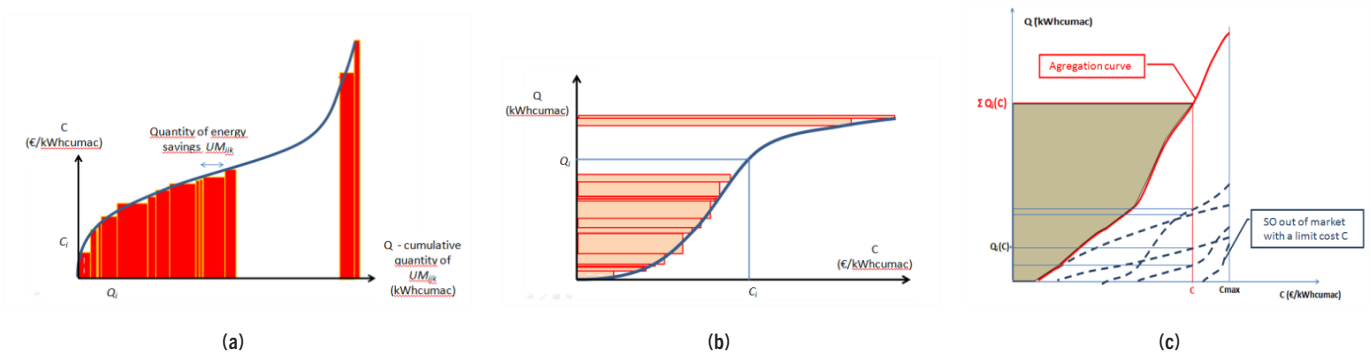 C
(€/kWhcumac)
Quantity of energy
savings UMijk
Ci
Qi
Q - cumulative
quantity of
UMijk
(kWhcumac)
(a)
Q
(kWhcumac)
Qi
C
(€/kWhcumac)
Ci
(b)
Q (kWhcumac)
Agregation curve
Σ Qi(C)
SO out of market
with a limit cost C
Qi(C)
C
Cmax
C (€/kWhcumac)
(c)